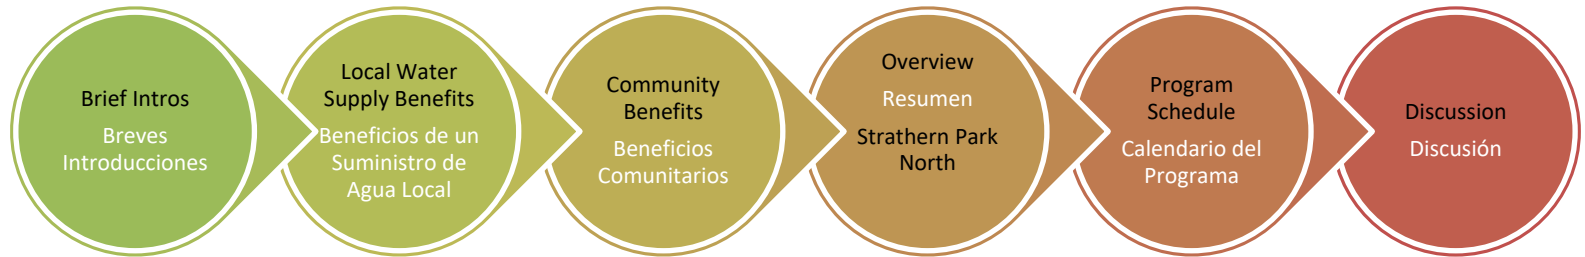 Brief Intros
Breves
Introducciones
Local Water
Supply Benefits
Beneficios de un
Suministro de
Agua Local
Community
Benefits
Beneficios
Comunitarios
Overview
Resumen
Strathern Park
North
Program
Schedule
Calendario del
Programa
Discussion
Discusión